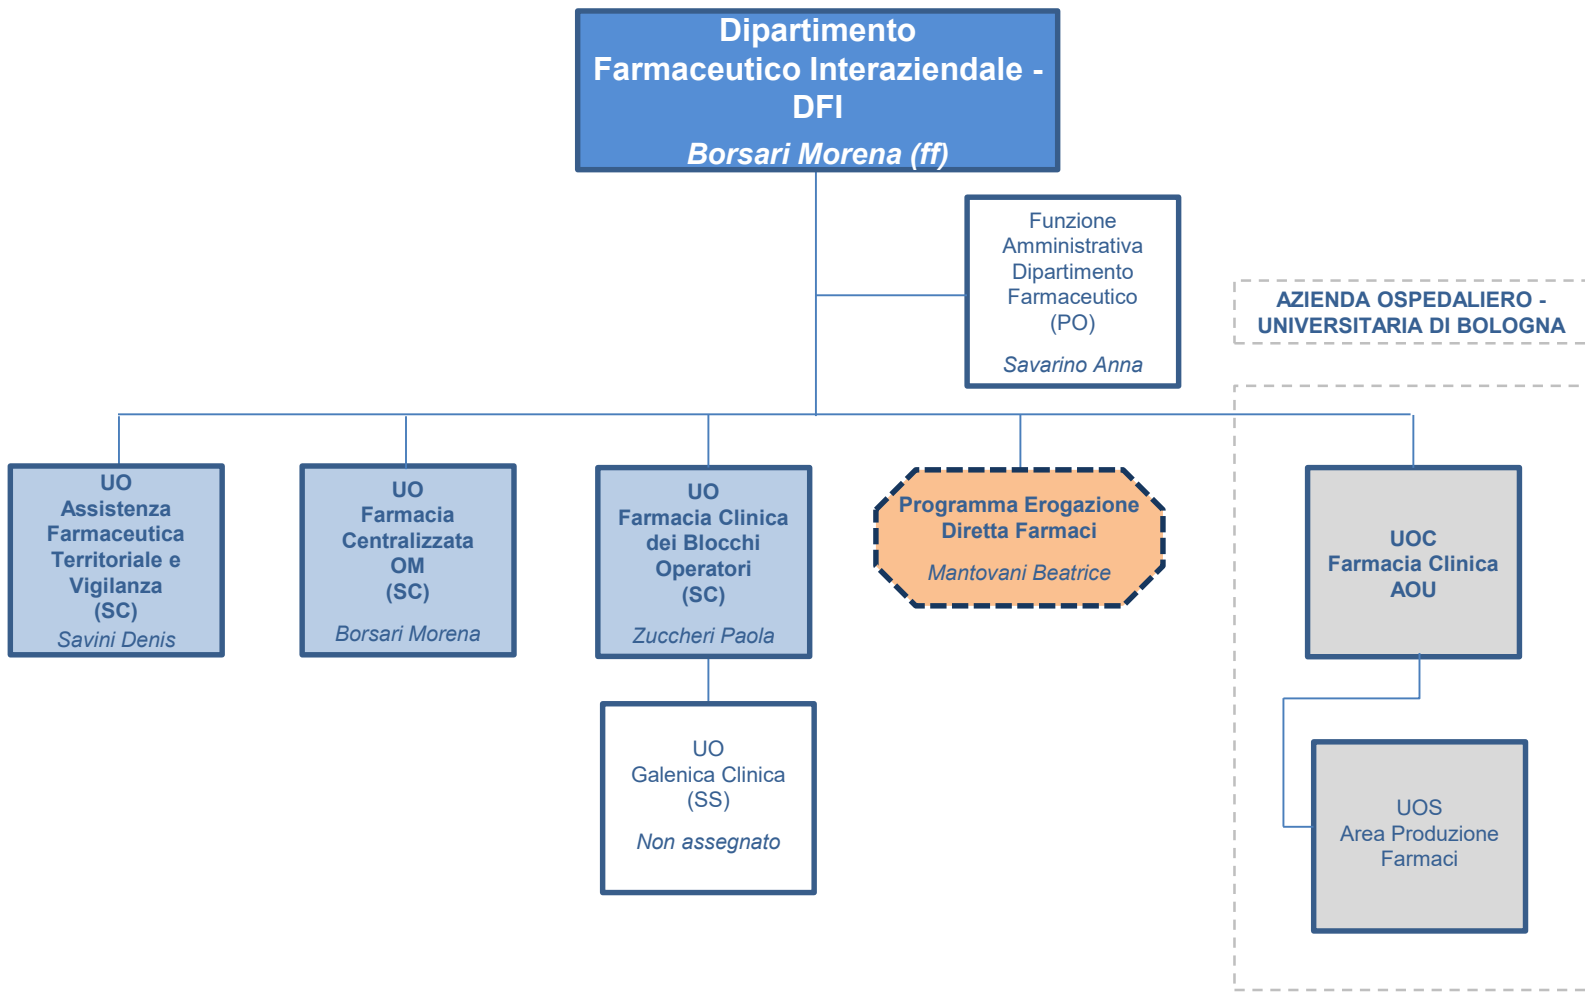 Dipartimento
Farmaceutico Interaziendale -
DFI
Borsari Morena (ff)
Funzione
Amministrativa
Dipartimento
Farmaceutico
(PO)
Savarino Anna
AZIENDA OSPEDALIERO -
UNIVERSITARIA DI BOLOGNA
UO
Assistenza
Farmaceutica
Territoriale e
Vigilanza
(SC)
Savini Denis
UO
Farmacia
Centralizzata
OM
(SC)
Borsari Morena
UO
Farmacia Clinica
dei Blocchi
Operatori
(SC)
Zuccheri Paola
Programma Erogazione
Diretta Farmaci
Mantovani Beatrice
UOC
Farmacia Clinica
AOU
UO
Galenica Clinica
(SS)
Non assegnato
UOS
Area Produzione
Farmaci